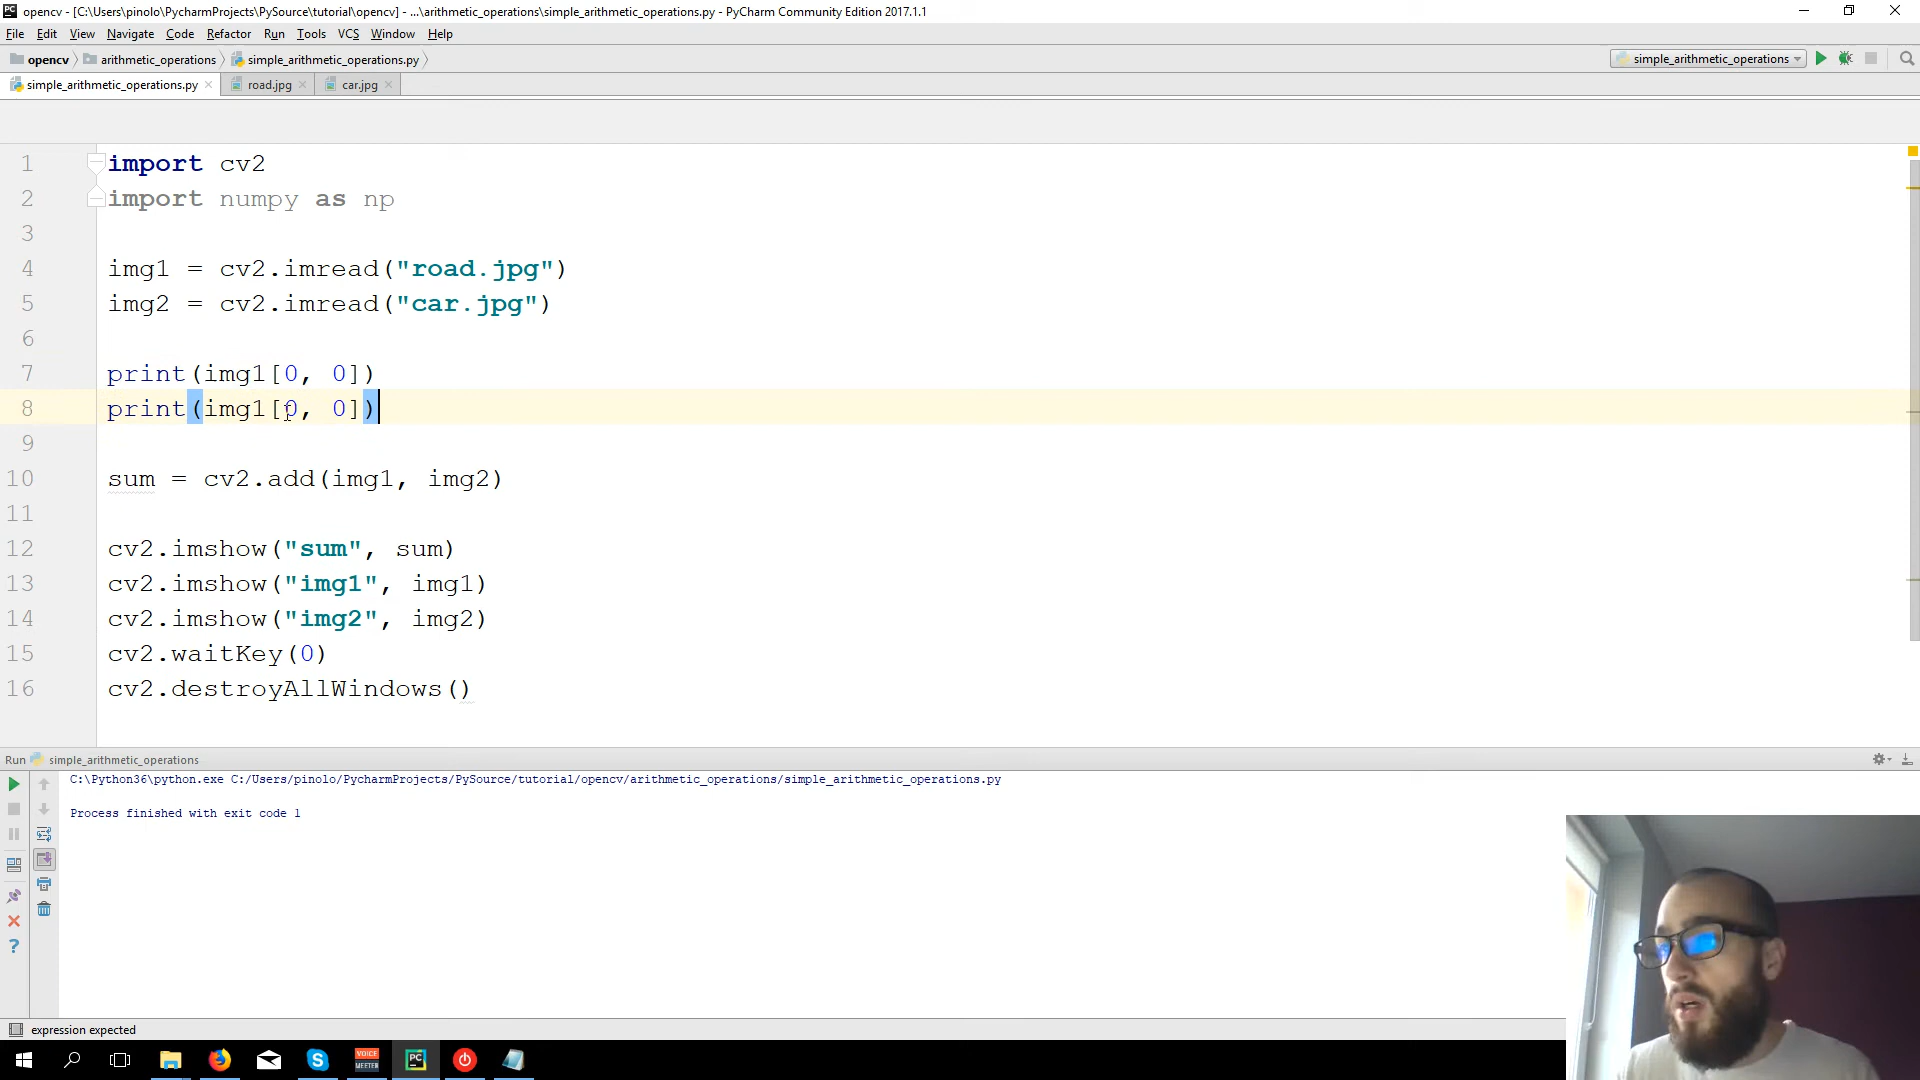 opencv - [C:\Users\pinolo\PycharmProjects\PySource\tutorial\opencv] - ...\arithmetic_operations\simple_arithmetic_operations.py - PyCharm Community Edition 2017.1.1
File Edit View Navigate Code Refactor Run Tools VCS Window Help
opencv arithmetic_operations simple_arithmetic_operations.py simple_arithmetic_operations
simple_arithmetic_operations.py road.jpg car.jpg
1 import cv2
2 import numpy as np
3
4 img1 = cv2.imread("road.jpg")
5 img2 = cv2.imread("car.jpg")
6
7 print(img1[0, 0])
8 print(img1[0, 0])
9
10 sum = cv2.add(img1, img2)
11
12 cv2.imshow("sum", sum)
13 cv2.imshow("img1", img1)
14 cv2.imshow("img2", img2)
15 cv2.waitKey(0)
16 cv2.destroyAllWindows()
Run simple_arithmetic_operations
C:\Python36\python.exe C:/Users/pinolo/PycharmProjects/PySource/tutorial/opencv/arithmetic_operations/simple_arithmetic_operations.py
Process finished with exit code 1
expression expected
VOICE
MEETER
PC